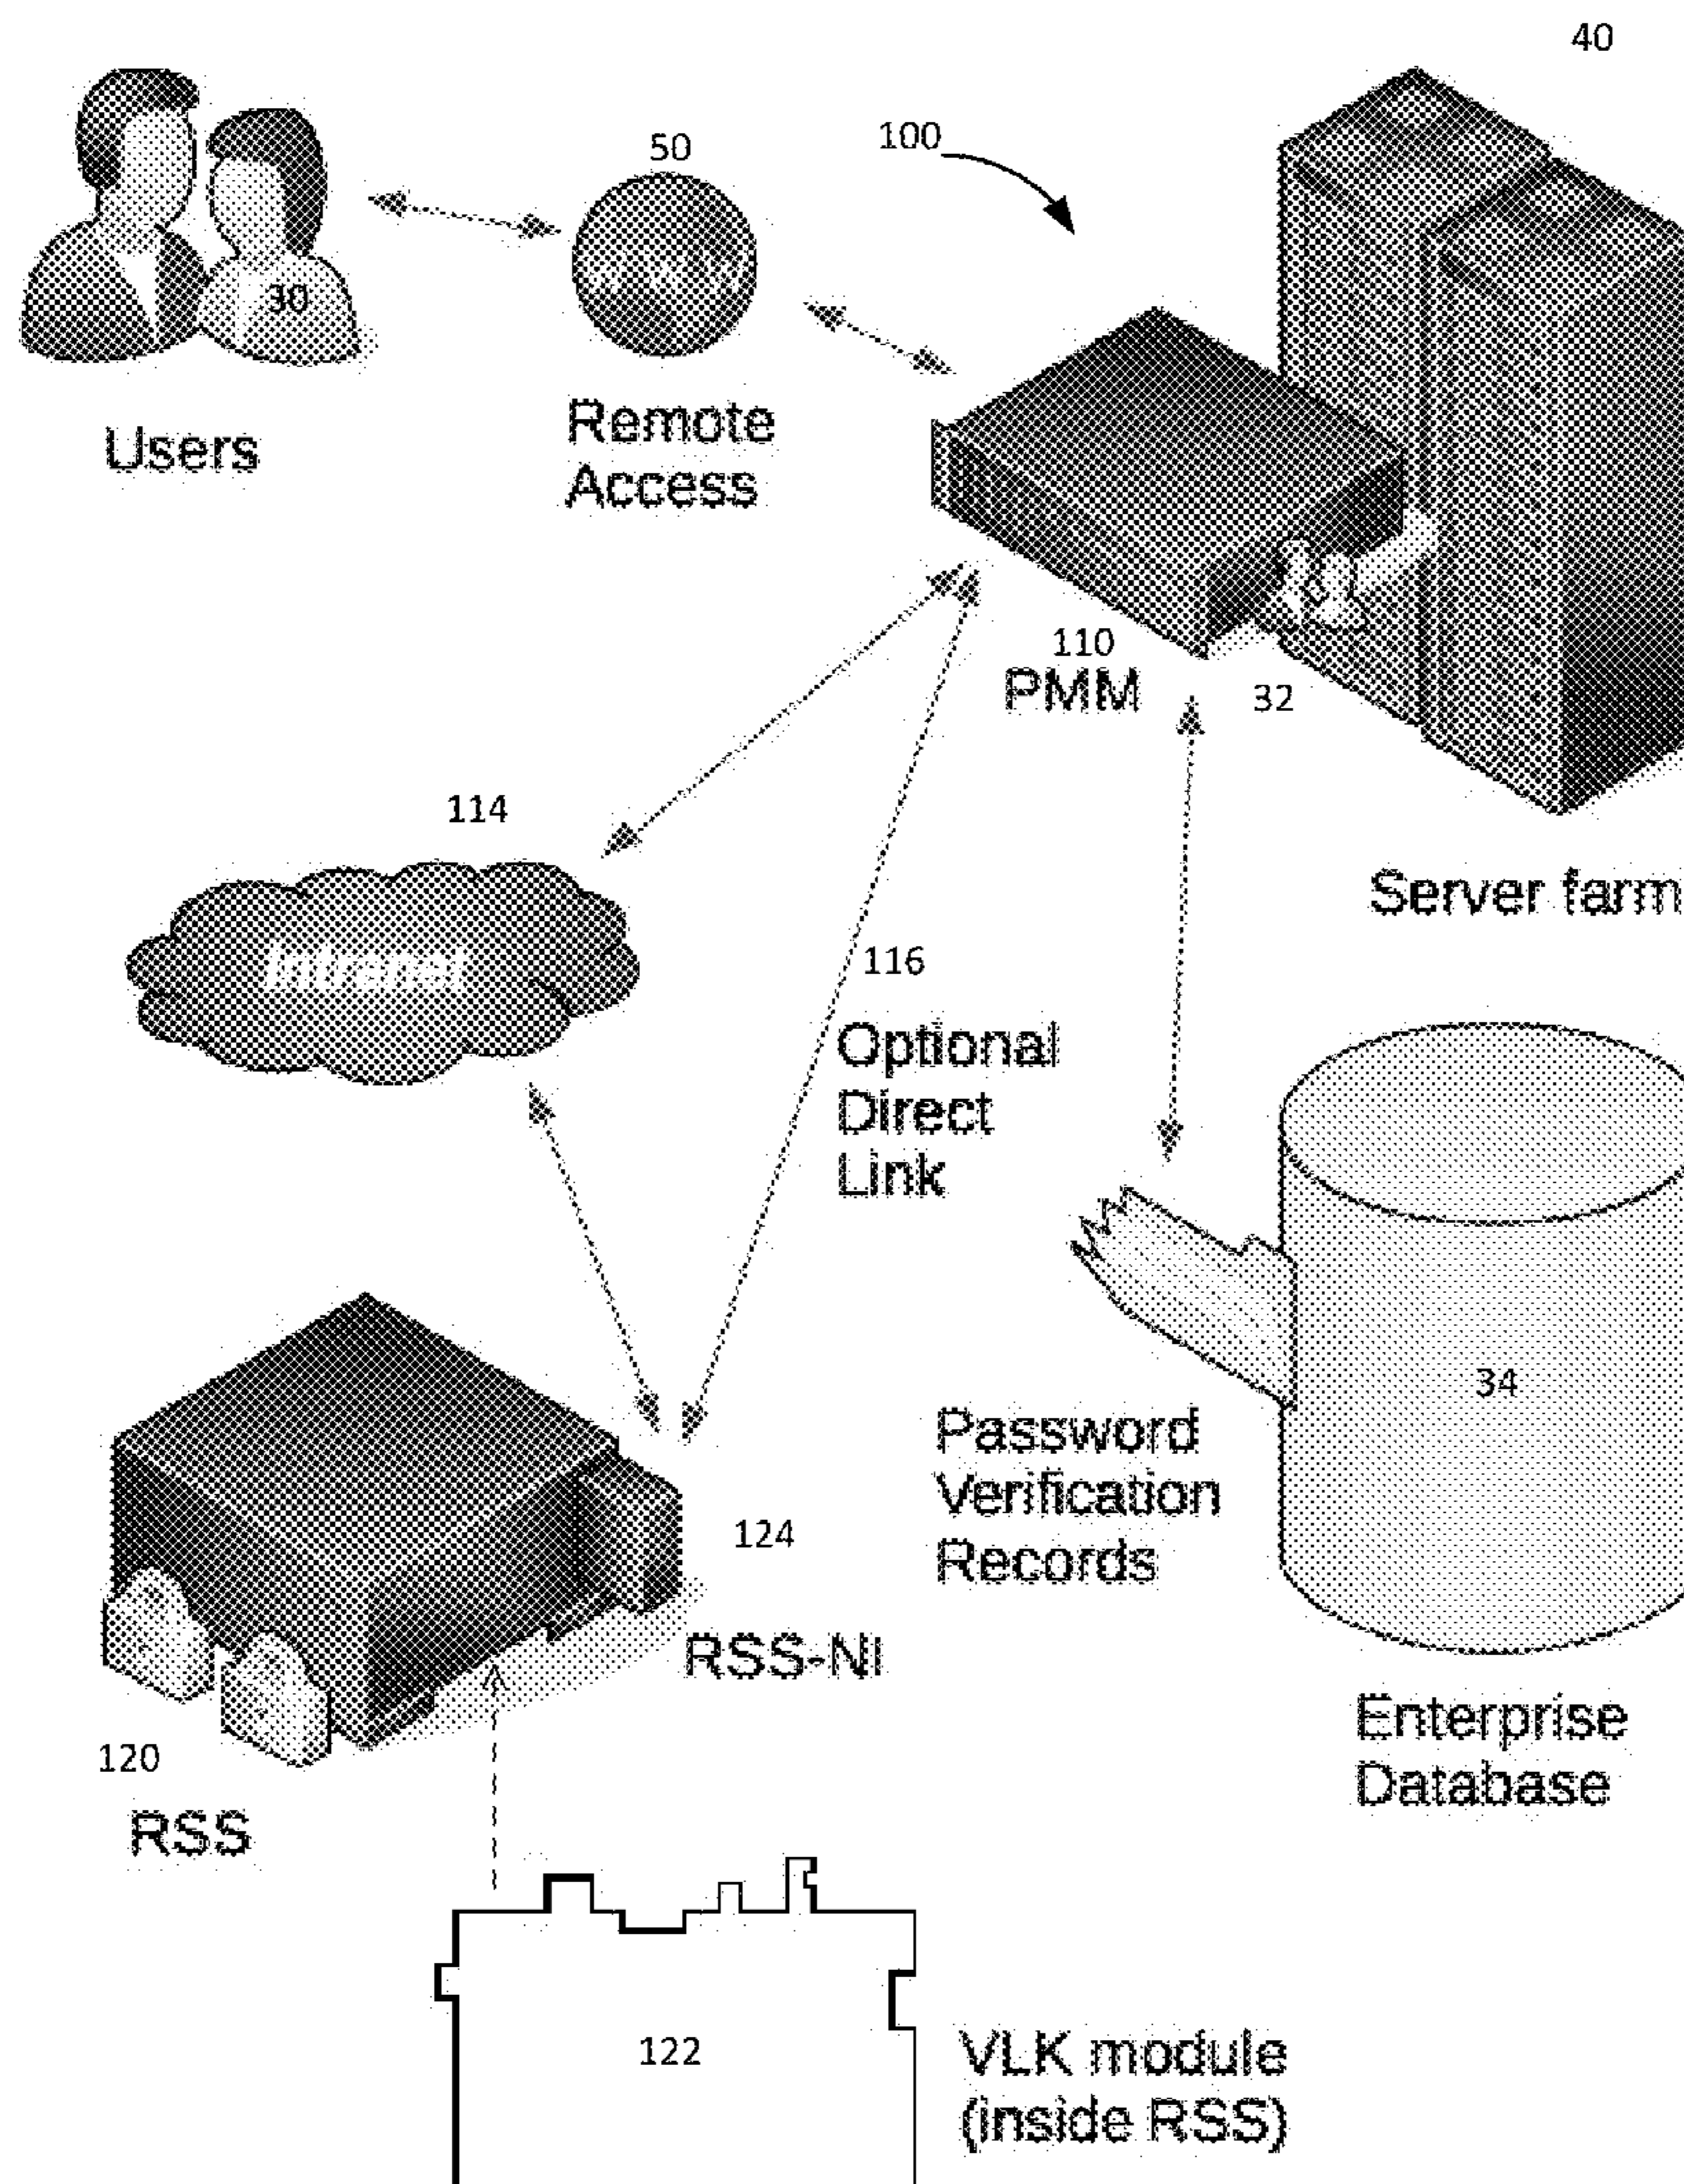 40
50
100
30
Users
Remote
Access
110
PMM
32
114
Server farm
Intranet
116
Optional
Direct
Link
34
Password
Verification
Records
124
RSS-NI
Enterprise
Database
120
RSS
122
VLK module
(inside RSS)